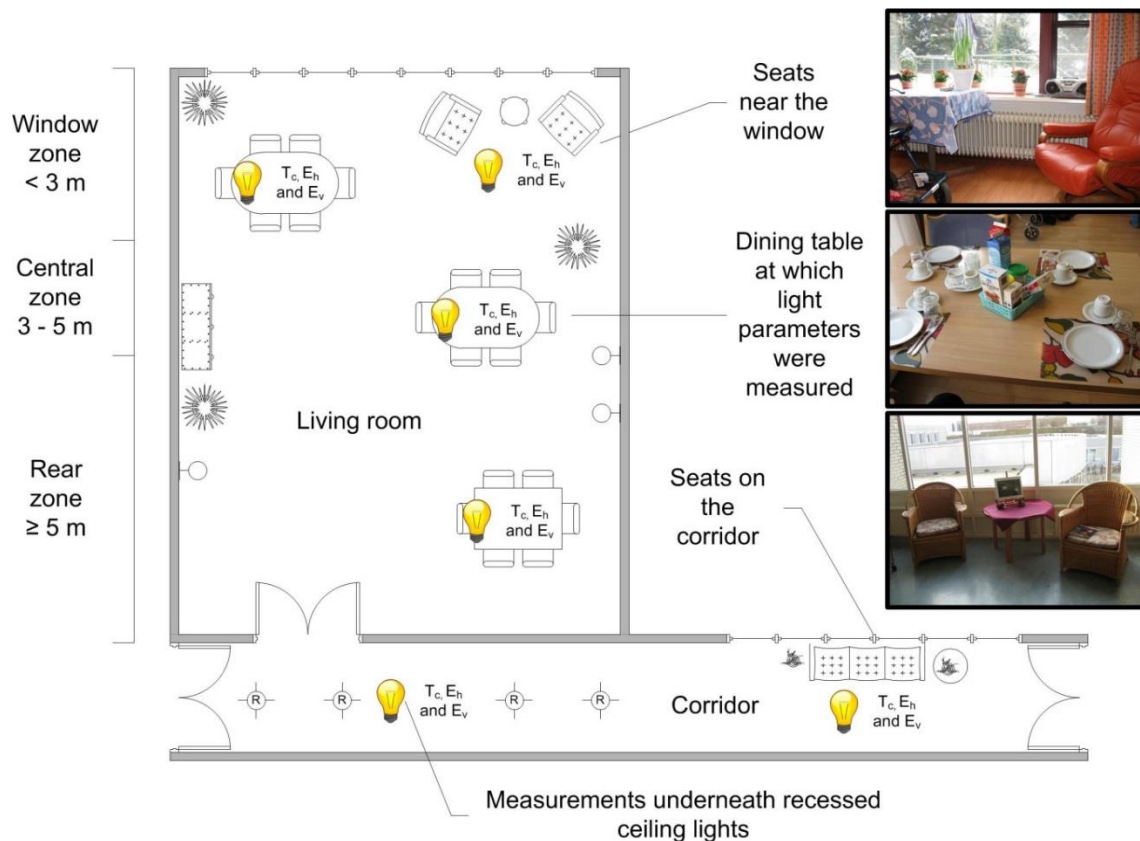 Window
zone
< 3 m
Central
zone
3 - 5 m
Rear
zone
≥ 5 m
Tc, Eh
and Ev
Tc, Eh
and Ev
Seats
near the
window
Tc, Eh
and Ev
Dining table
at which
light
parameters
were
measured
Living room
Tc, Eh
and Ev
Seats on
the
corridor
R
R
Tc, Eh
and Ev
R
R
Corridor
Tc, Eh
and Ev
Measurements underneath recessed
ceiling lights